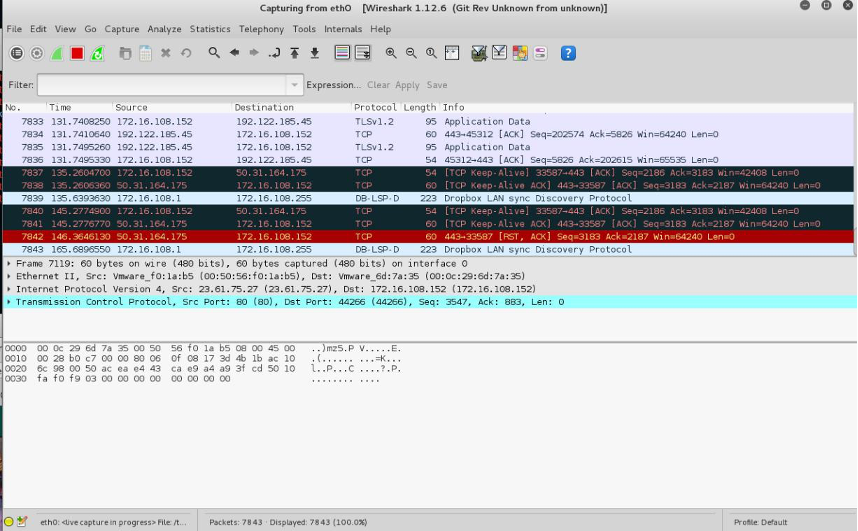 Capturing from eth0 [Wireshark 1.12.6 (Git Rev Unknown from unknown)]
File Edit View Go Capture Analyze Statistics Telephony Tools Internals Help
Filter: Expression... Clear Apply Save
No. Time Source Destination Protocol Length Info
7833 131.7408250 172.16.108.152 192.122.185.45 TLSv1.2 95 Application Data
7834 131.7410640 192.122.185.45 172.16.108.152 TCP 60 443→45312 [ACK] Seq=202574 Ack=5826 Win=64240 Len=0
7835 131.7495260 192.122.185.45 172.16.108.152 TLSv1.2 95 Application Data
7836 131.7495330 172.16.108.152 192.122.185.45 TCP 54 45312→443 [ACK] Seq=5826 Ack=202615 Win=65535 Len=0
7837 135.2604700 172.16.108.152 50.31.164.175 TCP 54 [TCP Keep-Alive] 33587→443 [ACK] Seq=2186 Ack=3183 Win=42408 Len=0
7838 135.2606360 50.31.164.175 172.16.108.152 TCP 60 [TCP Keep-Alive ACK] 443→33587 [ACK] Seq=3183 Ack=2187 Win=64240 Len=0
7839 135.6393630 172.16.108.1 172.16.108.255 DB-LSP-D 223 Dropbox LAN sync Discovery Protocol
7840 145.2774900 172.16.108.152 50.31.164.175 TCP 54 [TCP Keep-Alive] 33587→443 [ACK] Seq=2186 Ack=3183 Win=42408 Len=0
7841 145.2776770 50.31.164.175 172.16.108.152 TCP 60 [TCP Keep-Alive ACK] 443→33587 [ACK] Seq=3183 Ack=2187 Win=64240 Len=0
7842 146.3646130 50.31.164.175 172.16.108.152 TCP 60 443→33587 [RST, ACK] Seq=3183 Ack=2187 Win=64240 Len=0
7843 165.6896550 172.16.108.1 172.16.108.255 DB-LSP-D 223 Dropbox LAN sync Discovery Protocol
Frame 7119: 60 bytes on wire (480 bits), 60 bytes captured (480 bits) on interface 0
Ethernet II, Src: Vmware_f0:1a:b5 (00:50:56:f0:1a:b5), Dst: Vmware_6d:7a:35 (00:0c:29:6d:7a:35)
Internet Protocol Version 4, Src: 23.61.75.27 (23.61.75.27), Dst: 172.16.108.152 (172.16.108.152)
Transmission Control Protocol, Src Port: 80 (80), Dst Port: 44266 (44266), Seq: 3547, Ack: 883, Len: 0
0000 00 0c 29 6d 7a 35 00 50 56 f0 1a b5 08 00 45 00 ..)mz5.P V.....E.
0010 00 28 b0 c7 00 00 80 06 0f 08 17 3d 4b 1b ac 10 .(...... ...=K...
0020 6c 98 00 50 ac ea e4 43 ca e9 a4 a9 3f cd 50 10 l..P...C ....?.P.
0030 fa f0 f9 03 00 00 00 00 00 00 00 00 ........ ....
eth0: <live capture in progress> File: /t... Packets: 7843 · Displayed: 7843 (100.0%) Profile: Default